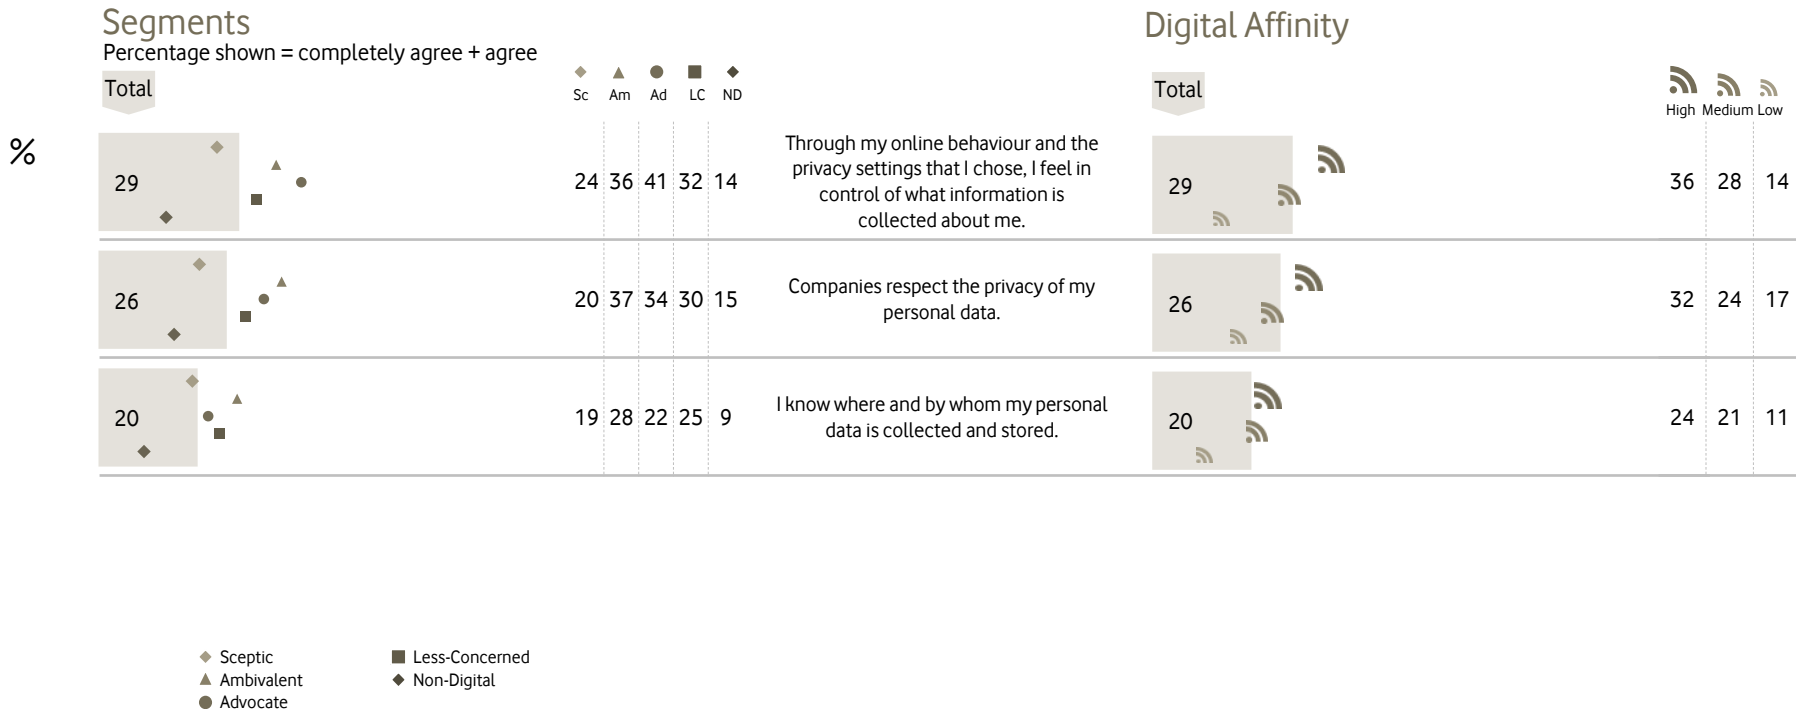 Segments
Percentage shown = completely agree + agree
Total
Sc Am Ad LC ND
Digital Affinity
Total
High Medium Low
%
29
24 36 41 32 14
Through my online behaviour and the
privacy settings that I chose, I feel in
control of what information is
collected about me.
29
36 28 14
26
20 37 34 30 15
Companies respect the privacy of my
personal data.
26
32 24 17
20
19 28 22 25 9
I know where and by whom my personal
data is collected and stored.
20
24 21 11
Sceptic
Ambivalent
Advocate
Less-Concerned
Non-Digital